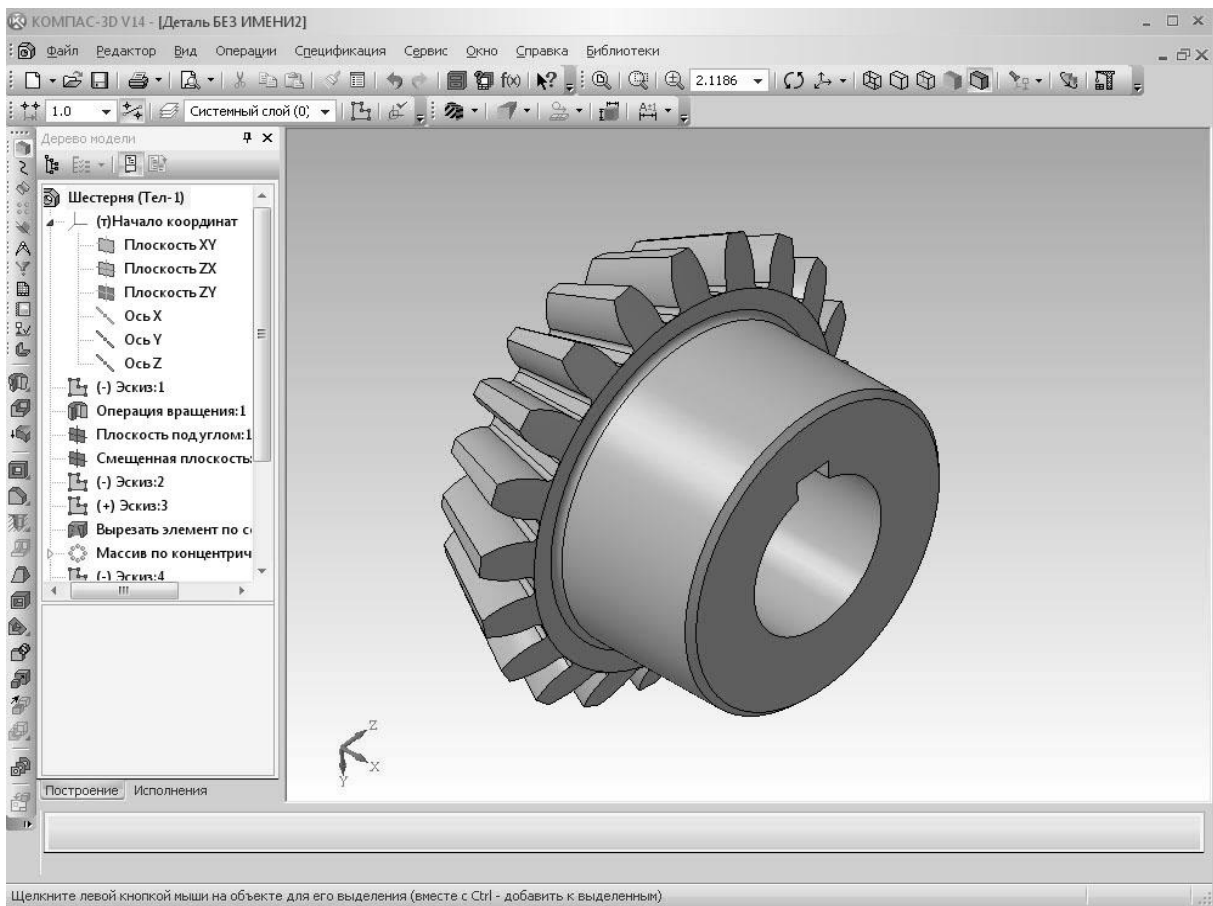 КОМПАС-3D V14 - [Деталь БЕЗ ИМЕНИ2]
Файл Редактор Вид Операции Спецификация Сервис Окно Справка Библиотеки
f(x) 2.1186
1.0 Системный слой (0)
Дерево модели
Шестерня (Тел-1)
(т)Начало координат
Плоскость XY
Плоскость ZX
Плоскость ZY
Ось X
Ось Y
Ось Z
(-) Эскиз:1
Операция вращения:1
Плоскость под углом:1
Смещенная плоскость:
(-) Эскиз:2
(+) Эскиз:3
Вырезать элемент по с
Массив по концентрич
(-) Эскиз:4
Z
X
Y
Построение Исполнения
Щелкните левой кнопкой мыши на объекте для его выделения (вместе с Ctrl - добавить к выделенным)